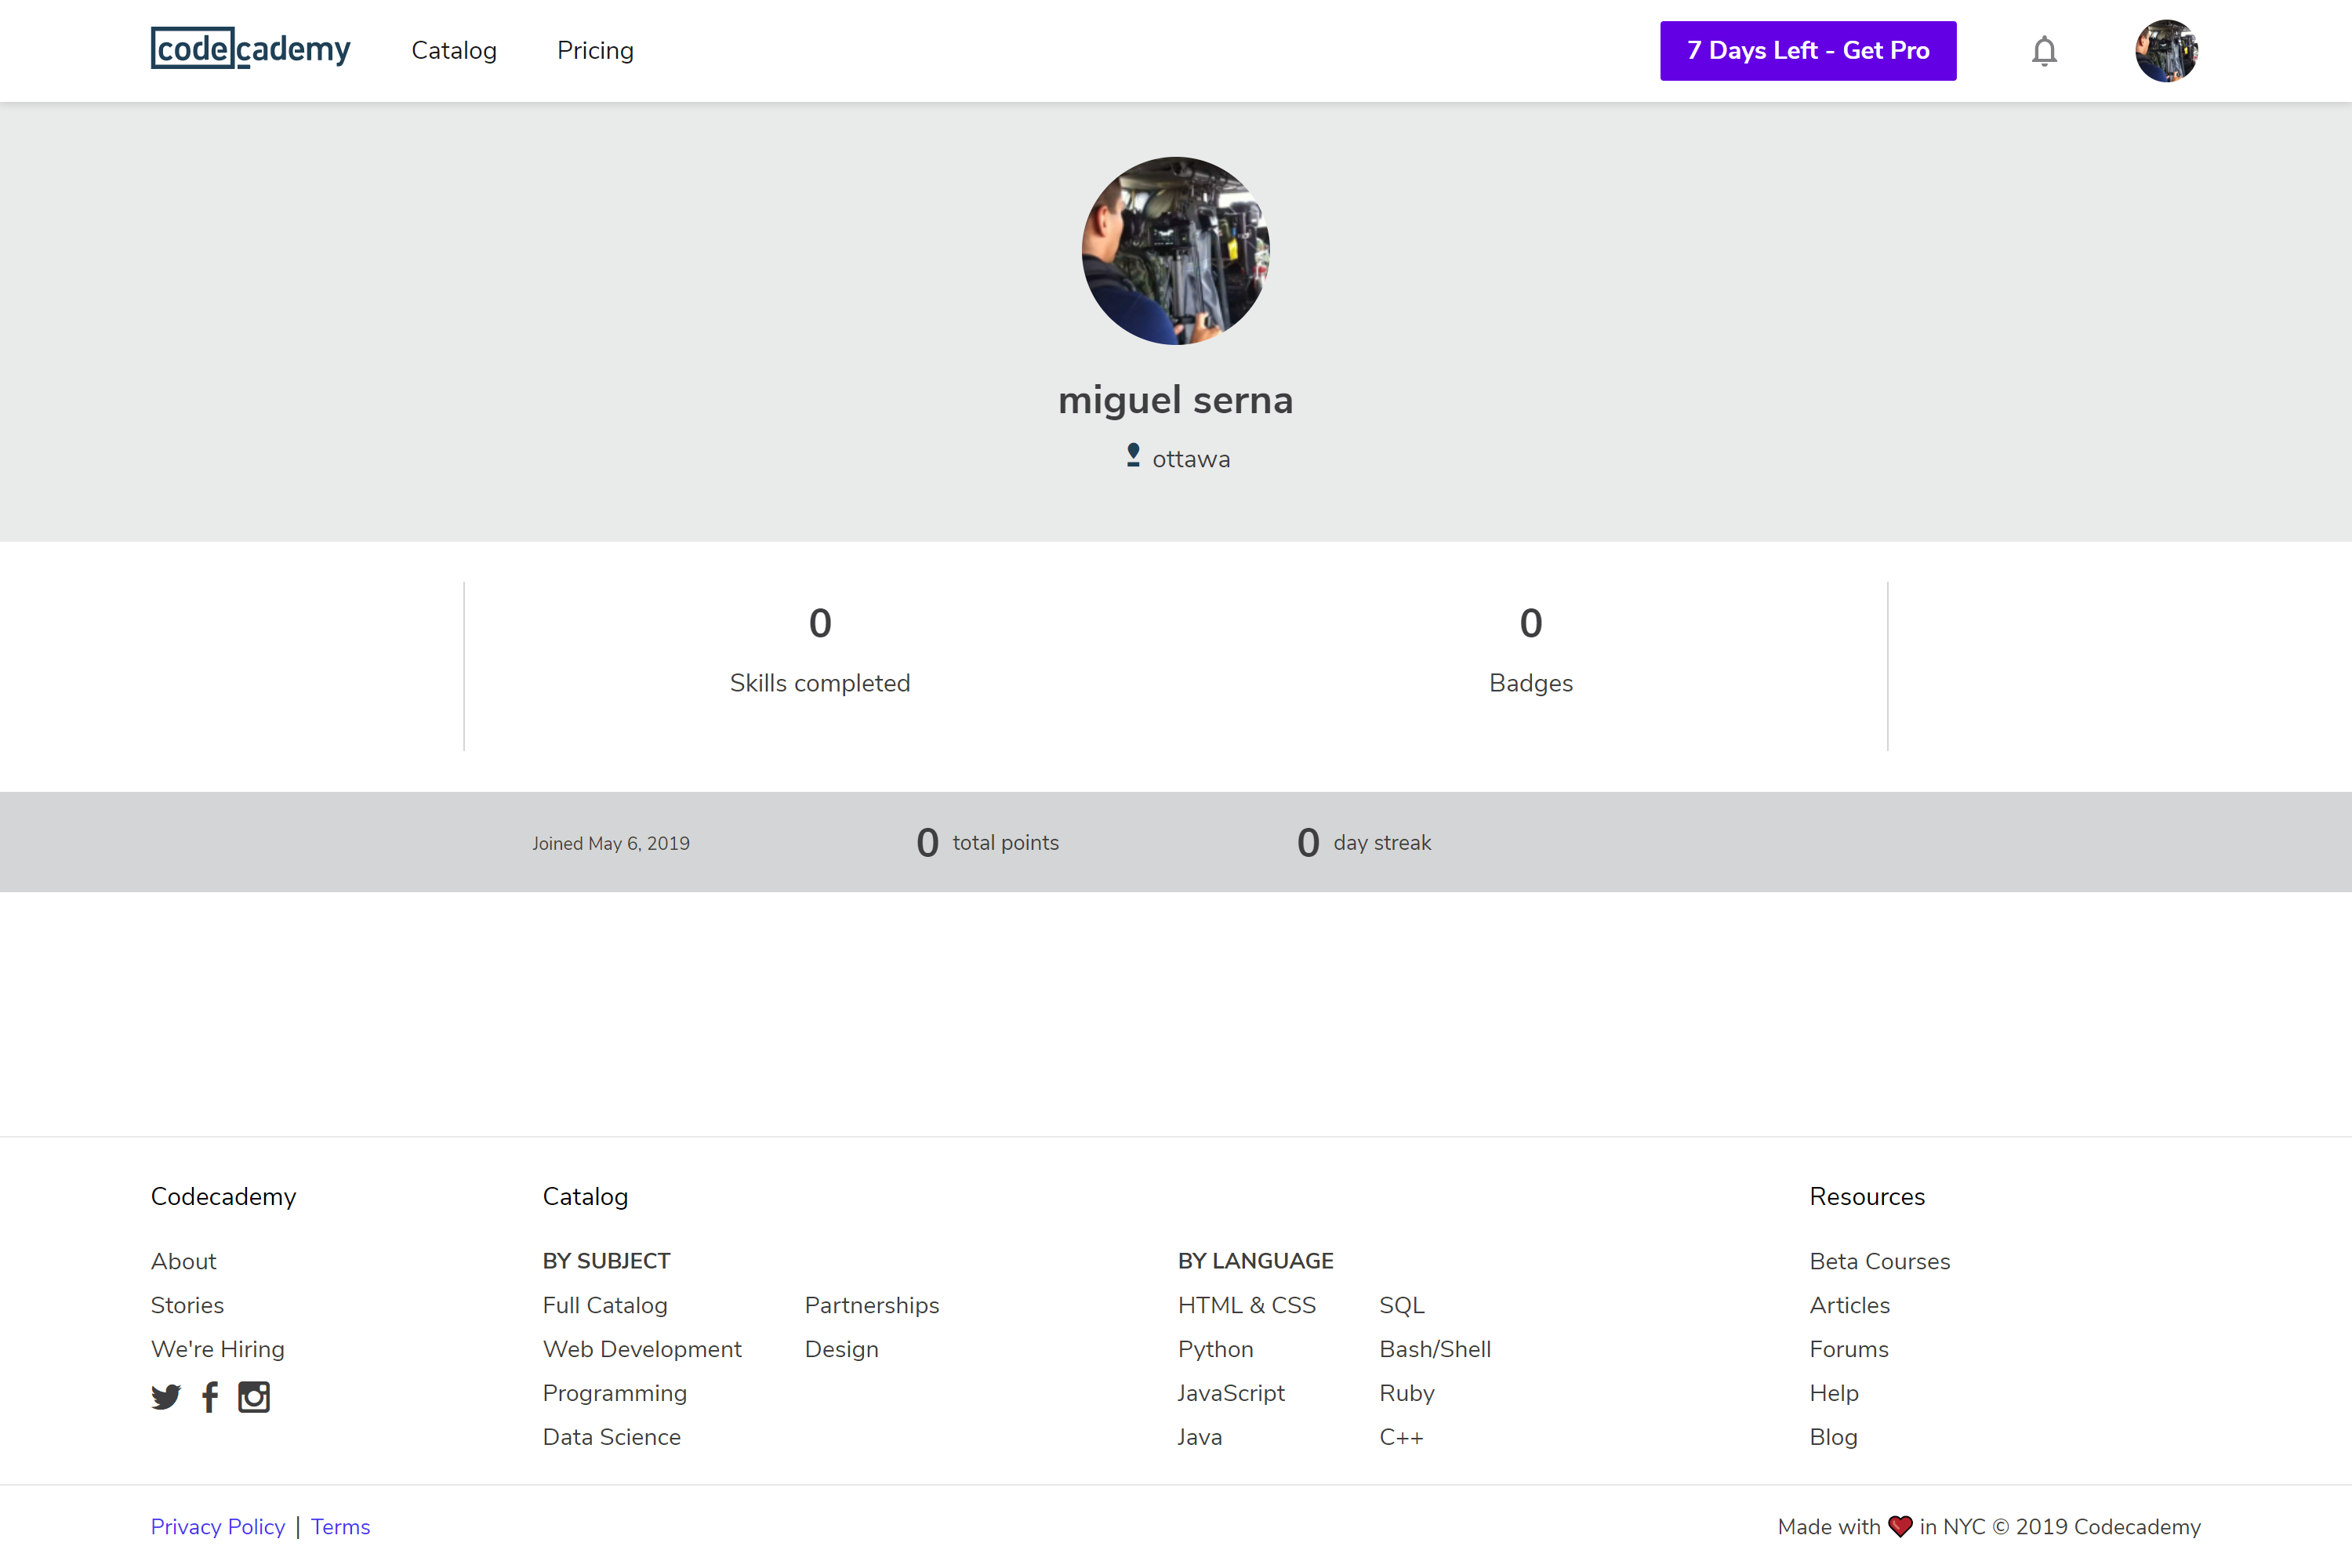 codecademy
Catalog
Pricing
7 Days Left - Get Pro
miguel serna
ottawa
0
Skills completed
0
Badges
Joined May 6, 2019
0 total points
0 day streak
Codecademy
About
Stories
We're Hiring
Catalog
BY SUBJECT
Full Catalog
Web Development
Programming
Data Science
Partnerships
Design
BY LANGUAGE
HTML & CSS
Python
JavaScript
Java
SQL
Bash/Shell
Ruby
C++
Resources
Beta Courses
Articles
Forums
Help
Blog
Privacy Policy | Terms
Made with ❤ in NYC © 2019 Codecademy